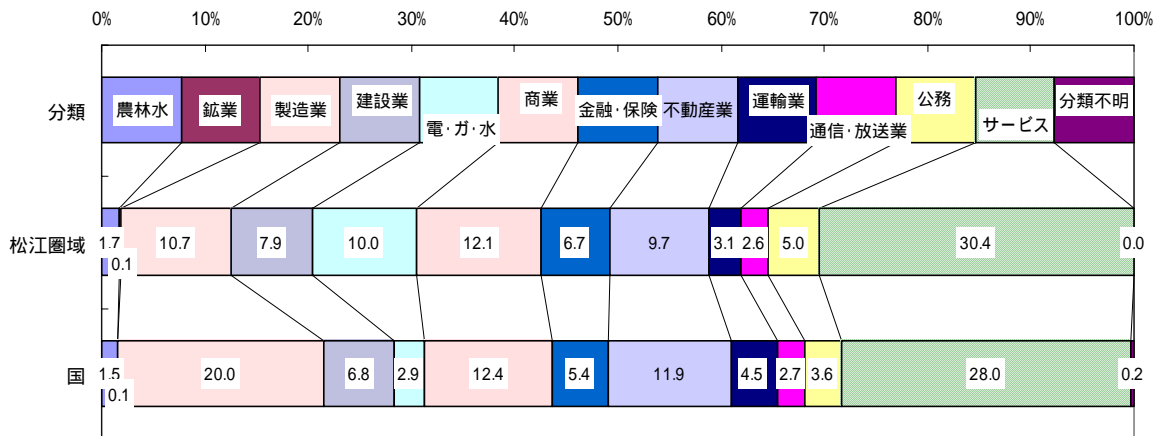 0% 10% 20% 30% 40% 50% 60% 70% 80% 90% 100%
分類 農林水 鉱業 製造業 建設業 電･ガ･水 商業 金融･保険 不動産業 運輸業 通信･放送業 公務 サービス 分類不明
松江圏域 1.7 0.1 10.7 7.9 10.0 12.1 6.7 9.7 3.1 2.6 5.0 30.4 0.0
国 1.5 0.1 20.0 6.8 2.9 12.4 5.4 11.9 4.5 2.7 3.6 28.0 0.2